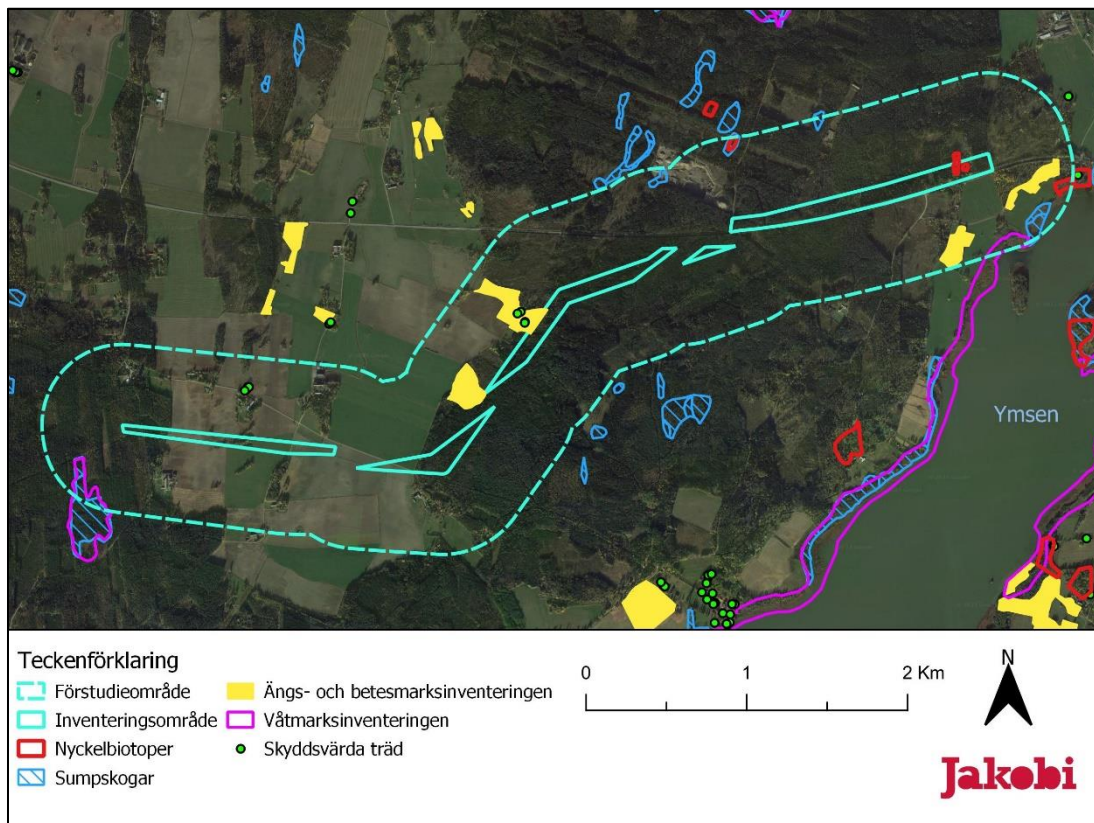 Ymsen
Teckenförklaring
Förstudieområde
Inventeringsområde
Nyckelbiotoper
Sumpskogar
Ängs- och betesmarksinventeringen
Våtmarksinventeringen
Skyddsvärda träd
0 1 2 Km
N
Jakobi